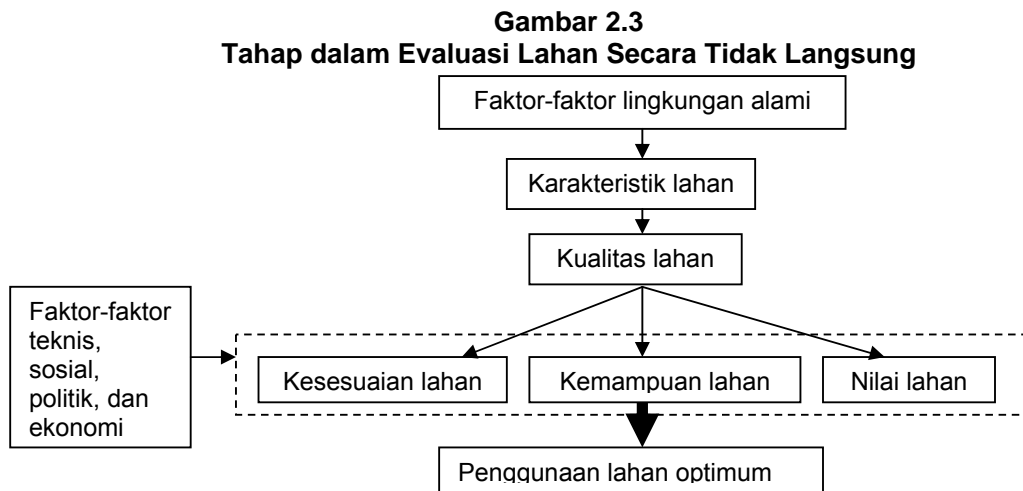 Gambar 2.3
Tahap dalam Evaluasi Lahan Secara Tidak Langsung
Faktor-faktor lingkungan alami
Karakteristik lahan
Kualitas lahan
Faktor-faktor
teknis,
sosial,
politik, dan
ekonomi
Kesesuaian lahan
Kemampuan lahan
Nilai lahan
Penggunaan lahan optimum